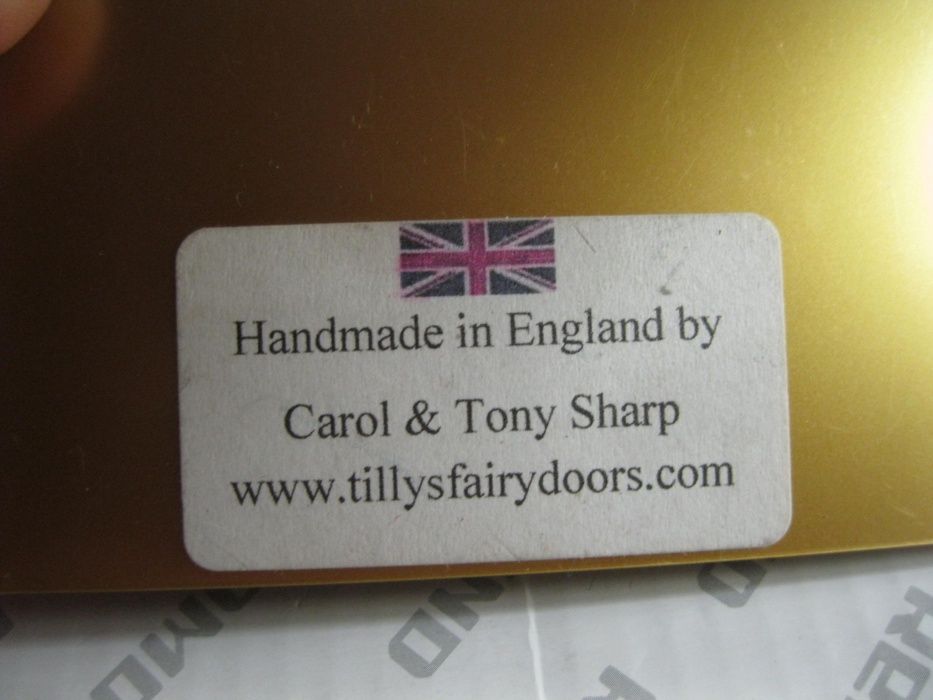 Handmade in England by
Carol & Tony Sharp
www.tillysfairydoors.com